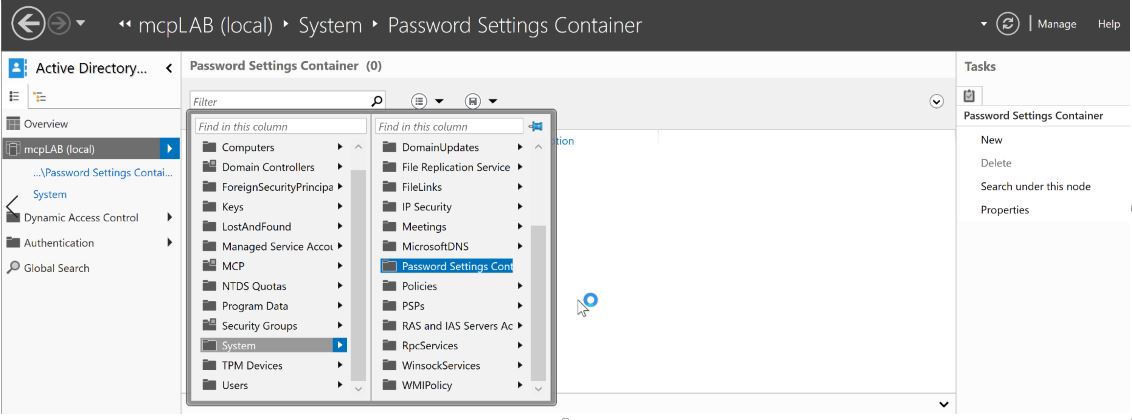 mcpLAB (local) System Password Settings Container
Manage Help
Active Directory...
Overview
mcpLAB (local)
...\Password Settings Contai...
System
Dynamic Access Control
Authentication
Global Search
Password Settings Container (0)
Filter
Find in this column
Computers
Domain Controllers
ForeignSecurityPrincipa
Keys
LostAndFound
Managed Service Accou
MCP
NTDS Quotas
Program Data
Security Groups
System
TPM Devices
Users
Find in this column
DomainUpdates
File Replication Service
FileLinks
IP Security
Meetings
MicrosoftDNS
Password Settings Cont
Policies
PSPs
RAS and IAS Servers Ac
RpcServices
WinsockServices
WMIPolicy
tion
Tasks
Password Settings Container
New
Delete
Search under this node
Properties